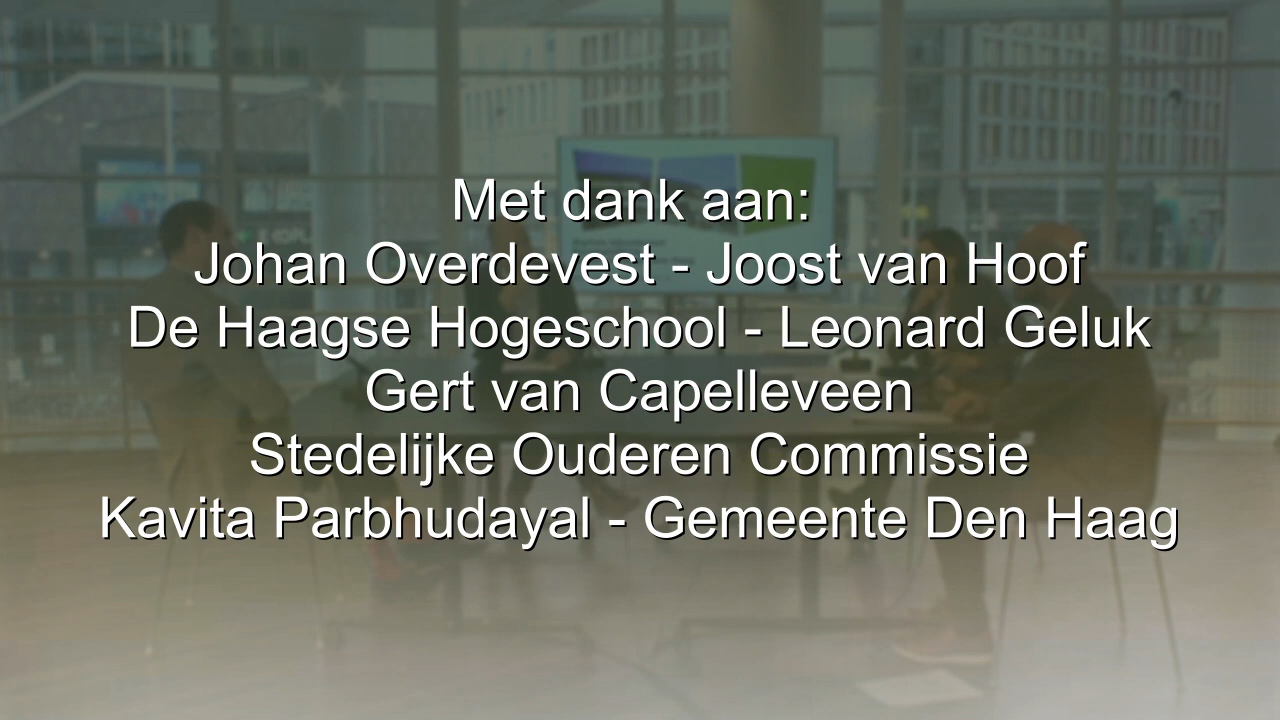 Met dank aan:
Johan Overdevest - Joost van Hoof
De Haagse Hogeschool - Leonard Geluk
Gert van Capelleveen
Stedelijke Ouderen Commissie
Kavita Parbhudayal - Gemeente Den Haag